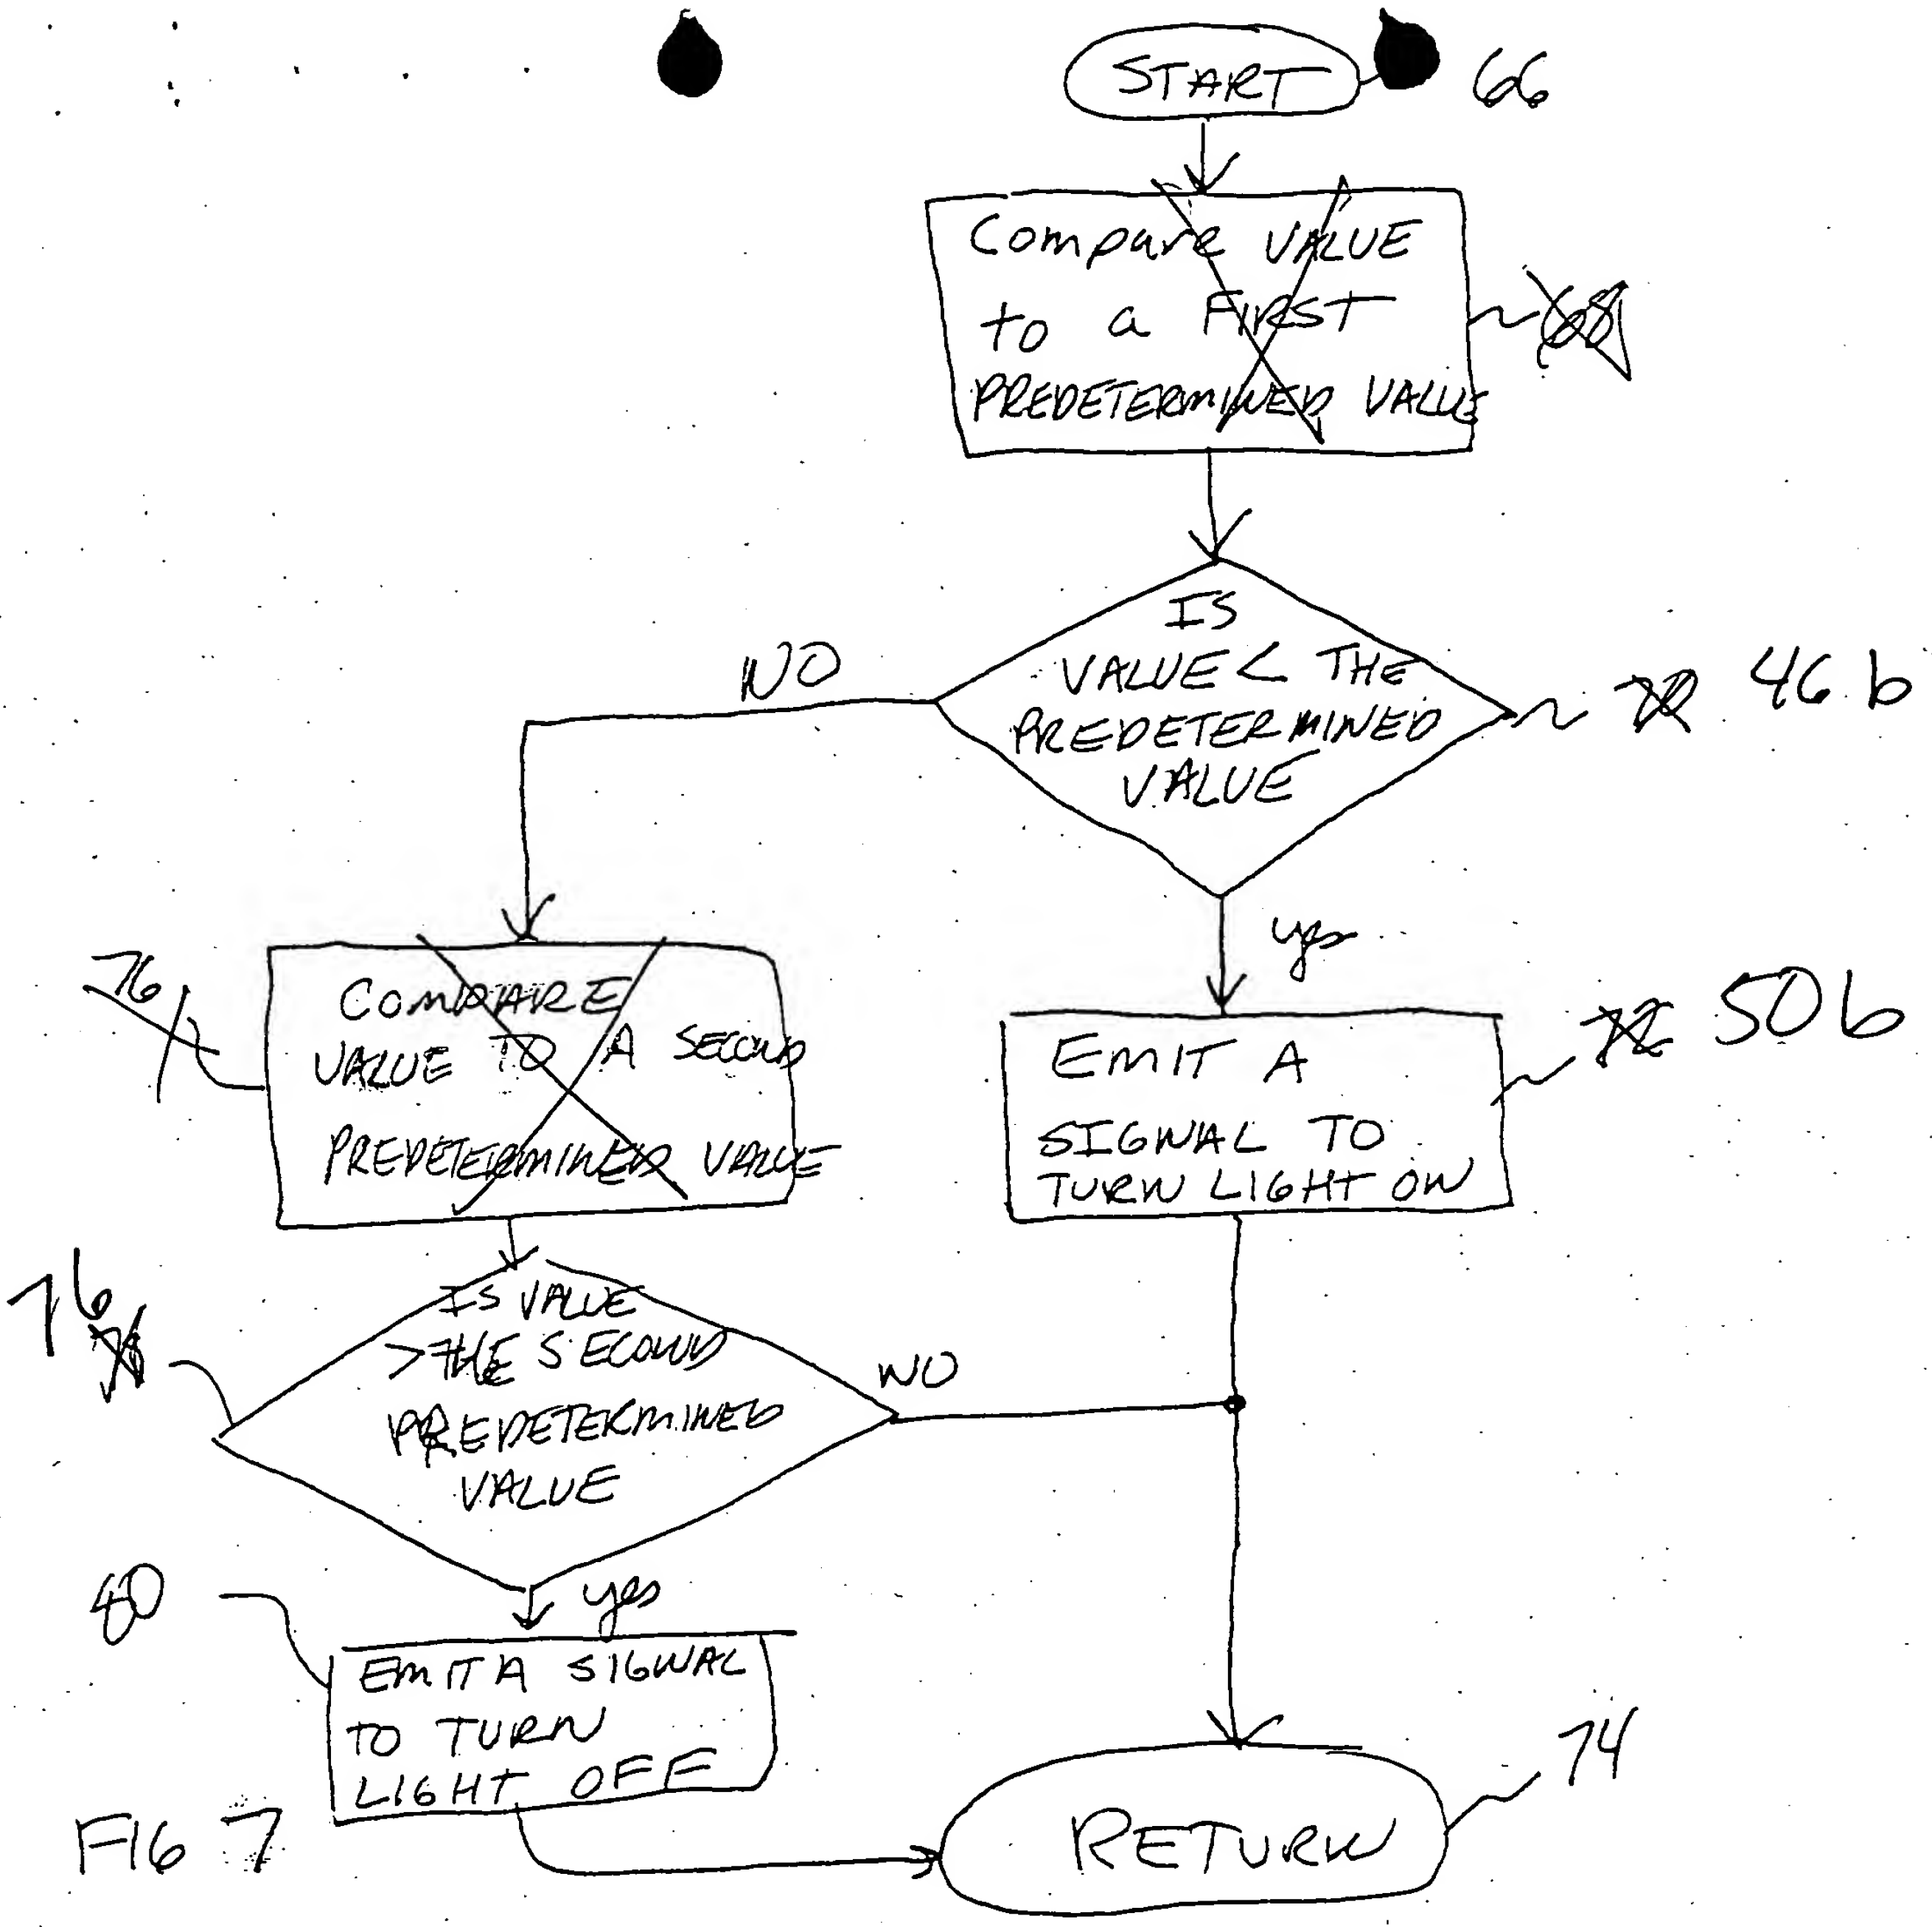 START
66
Compare VALUE
to a FIRST
PREDETERMINED VALUE
68
IS
VALUE < THE
PREDETERMINED
VALUE
46 b
NO
yes
76
COMPARE
VALUE TO A SECOND
PREDETERMINED VALUE
EMIT A
SIGNAL TO
TURN LIGHT ON
72
50 b
76
78
IS VALUE
> THE SECOND
PREDETERMINED
VALUE
NO
yes
EMIT A SIGNAL
TO TURN
LIGHT OFF
FIG 7
RETURN
74